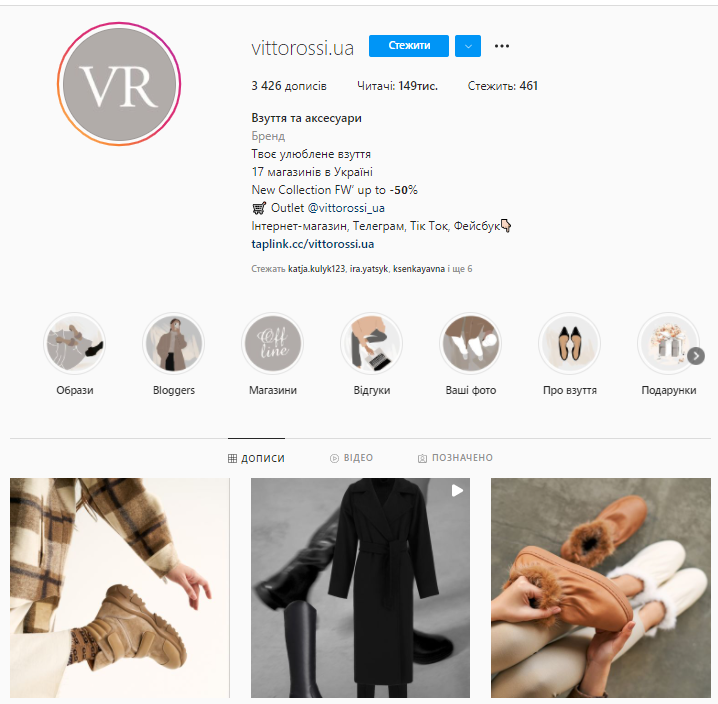 VR
vittorossi.ua
Стежити
3 426 дописів Читачі: 149тис. Стежить: 461
Взуття та аксесуари
Бренд
Твоє улюблене взуття
17 магазинів в Україні
New Collection FW' up to -50%
🛒 Outlet @vittorossi_ua
Інтернет-магазин, Телеграм, Тік Ток, Фейсбук👇🏻
taplink.cc/vittorossi.ua
Стежать katja.kulyk123, ira.yatsyk, ksenkayavna і ще 6
Off
line
Образи Bloggers Магазини Відгуки Ваші фото Про взуття Подарунки
ДОПИСИ ВІДЕО ПОЗНАЧЕНО